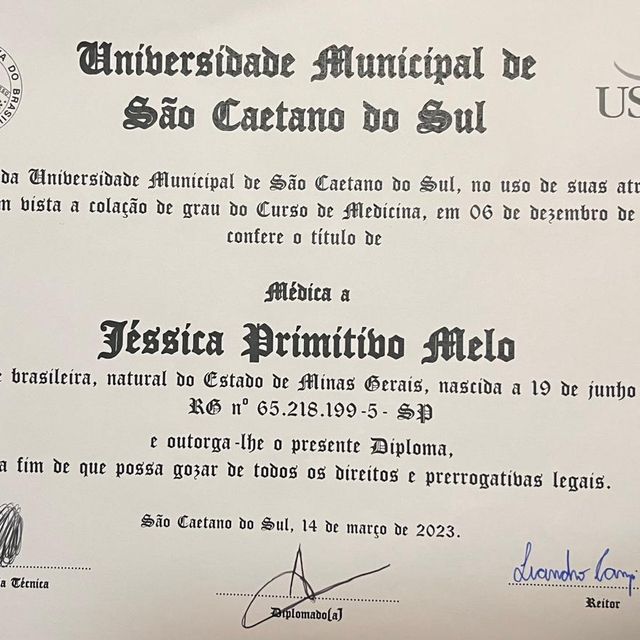 Universidade Municipal de
São Caetano do Sul
US
da Universidade Municipal de São Caetano do Sul, no uso de suas atr
m vista a colação de grau do Curso de Medicina, em 06 de dezembro de
confere o título de
Médica a
Jéssica Primitivo Melo
e brasileira, natural do Estado de Minas Gerais, nascida a 19 de junho
RG nº 65.218.199-5- SP
e outorga-lhe o presente Diploma,
a fim de que possa gozar de todos os direitos e prerrogativas legais.
São Caetano do Sul, 14 de março de 2023.
Leandro Camp
a Técnica
Diplomado(a)
Reitor